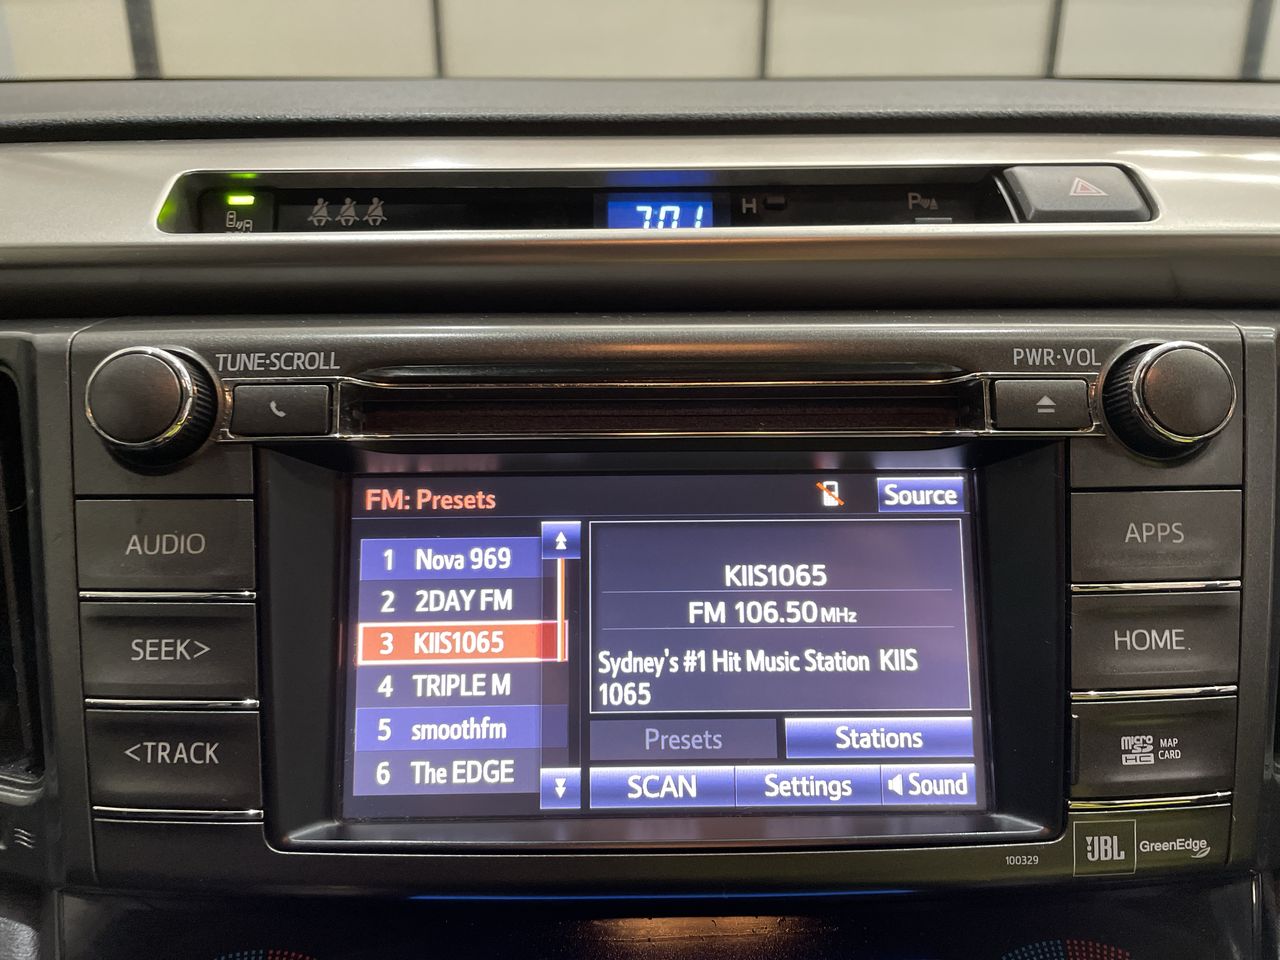 7:01
H
P
TUNE·SCROLL
PWR·VOL
AUDIO
SEEK>
<TRACK
FM: Presets
Source
1 Nova 969
2 2DAY FM
3 KIIS1065
4 TRIPLE M
5 smoothfm
6 The EDGE
KIIS1065
FM 106.50 MHz
Sydney's #1 Hit Music Station KIIS
1065
Presets
Stations
SCAN
Settings
Sound
APPS
HOME
micro
SD
HC
MAP
CARD
100329
JBL
GreenEdge